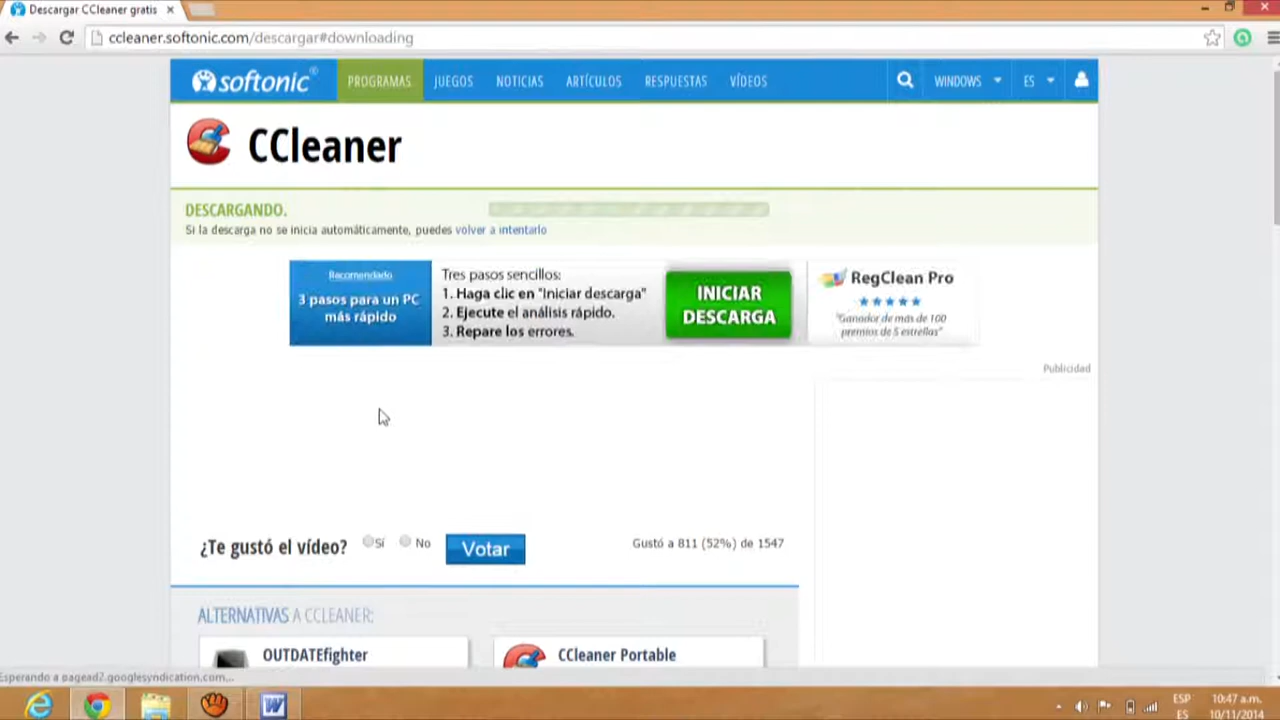 Descargar CCleaner gratis
ccleaner.softonic.com/descargar#downloading
softonic® PROGRAMAS JUEGOS NOTICIAS ARTÍCULOS RESPUESTAS VÍDEOS WINDOWS ES
CCleaner
DESCARGANDO.
Si la descarga no se inicia automáticamente, puedes volver a intentarlo
Recomendado
3 pasos para un PC
más rápido
Tres pasos sencillos:
1. Haga clic en "Iniciar descarga"
2. Ejecute el análisis rápido.
3. Repare los errores.
INICIAR
DESCARGA
RegClean Pro
"Ganador de más de 100
premios de 5 estrellas"
Publicidad
¿Te gustó el vídeo? Sí No Votar Gustó a 811 (52%) de 1547
ALTERNATIVAS A CCLEANER:
OUTDATEfighter CCleaner Portable
Esperando a pagead2.googlesyndication.com...
ESP
ES
10:47 a.m.
10/11/2014